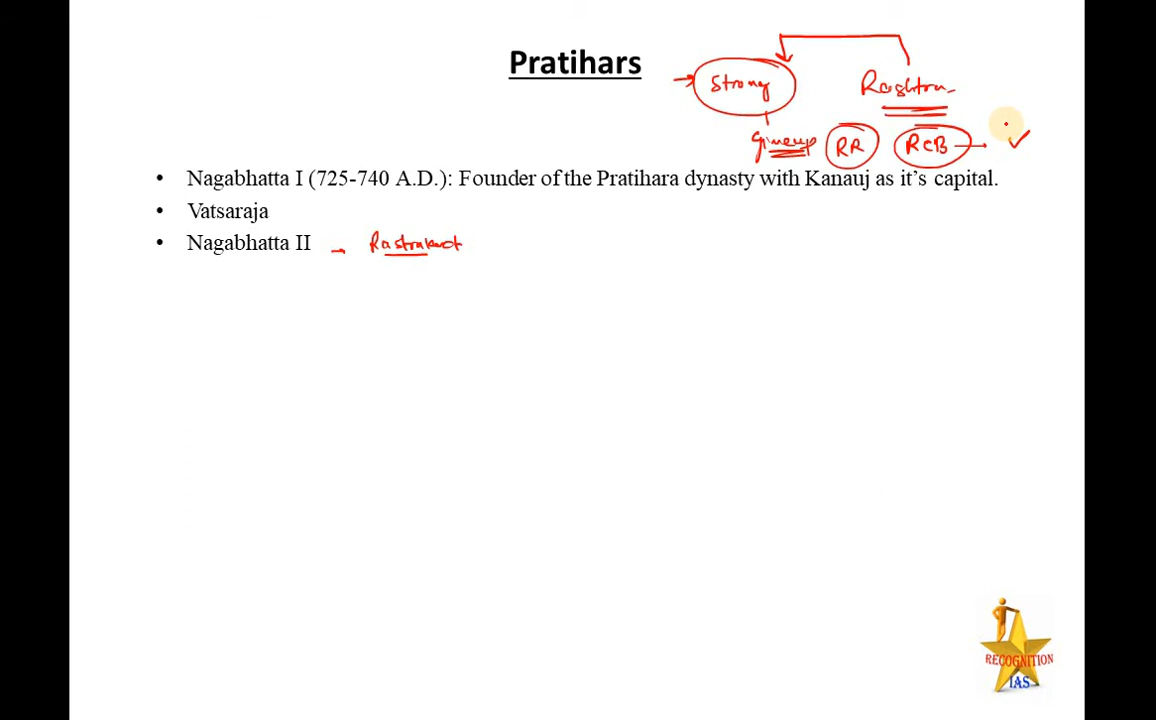 Pratihars
Strong Rashtra-
giveup RR RCB
• Nagabhatta I (725-740 A.D.): Founder of the Pratihara dynasty with Kanauj as it’s capital.
• Vatsaraja
• Nagabhatta II - Rastrakut
RECOGNITION
IAS